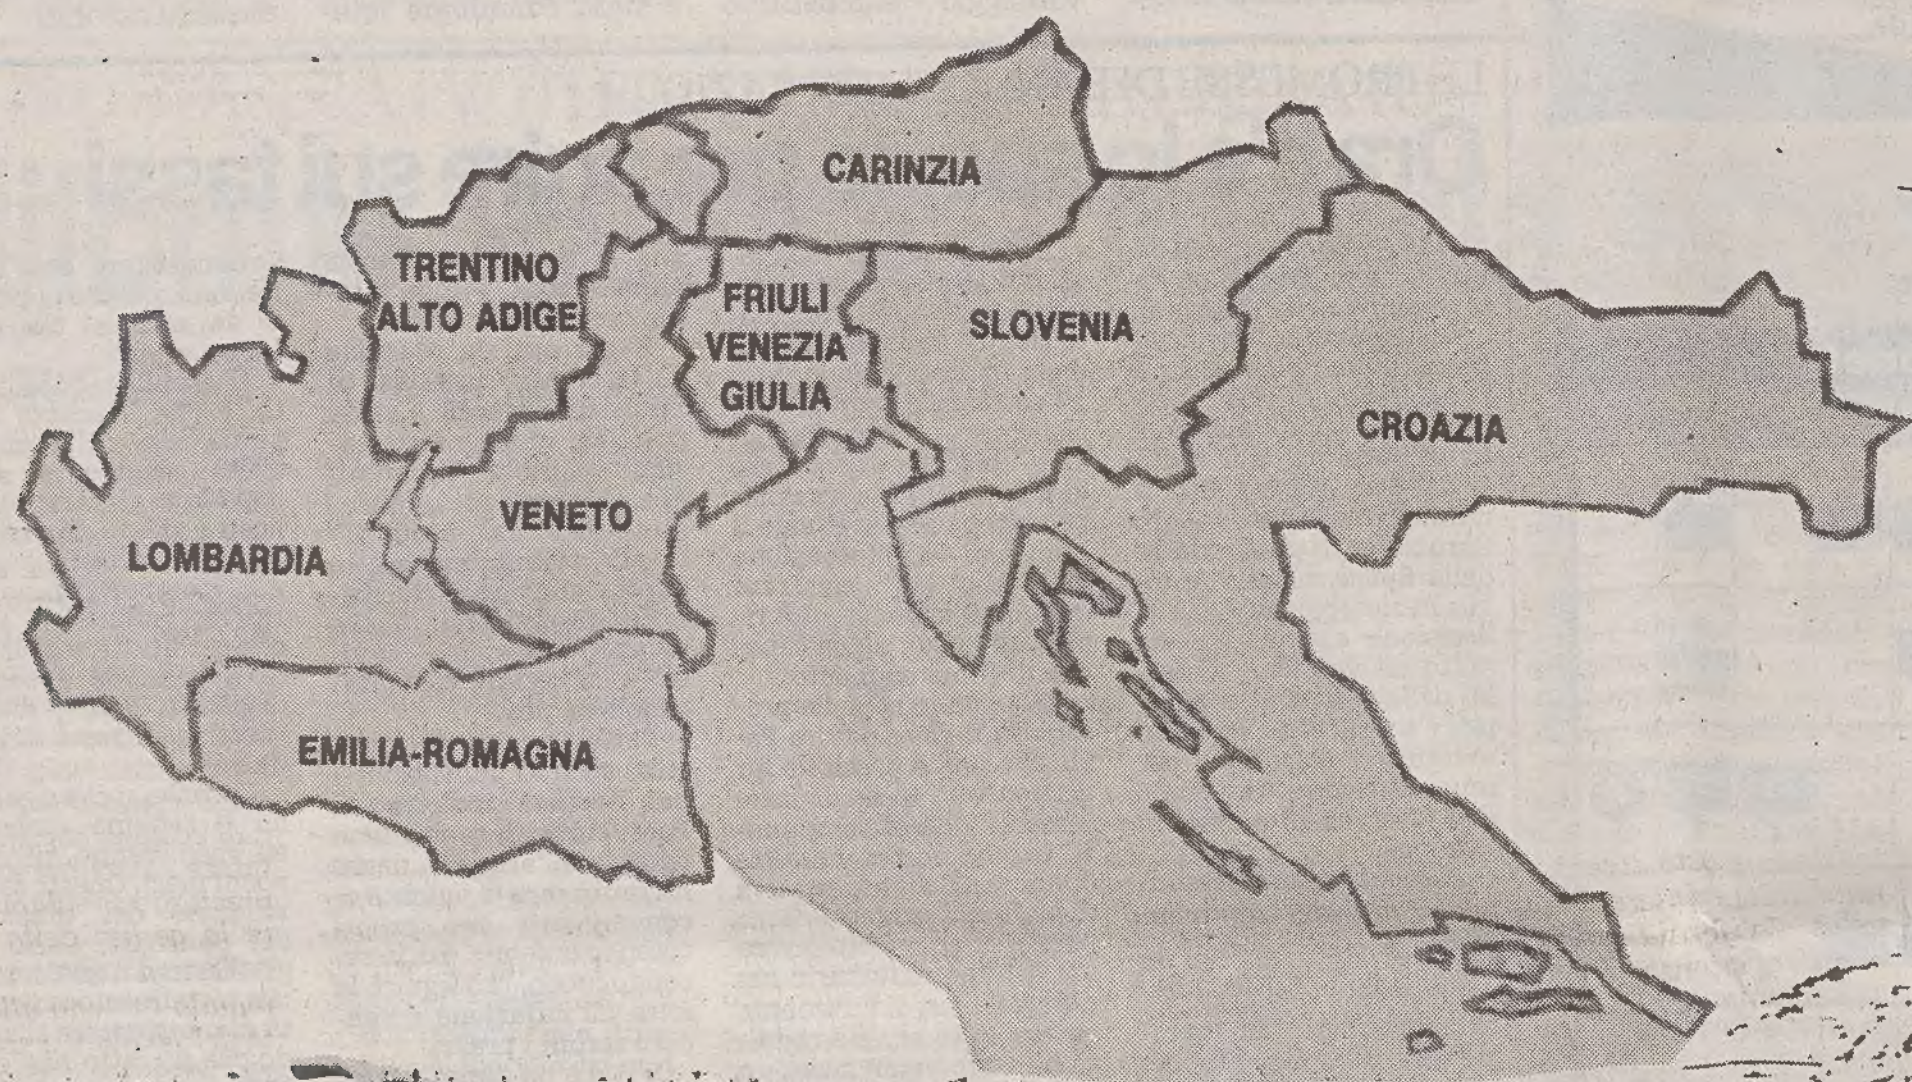 CARINZIA
TRENTINO
ALTO ADIGE
FRIULI
VENEZIA
GIULIA
SLOVENIA
CROAZIA
VENETO
LOMBARDIA
EMILIA-ROMAGNA